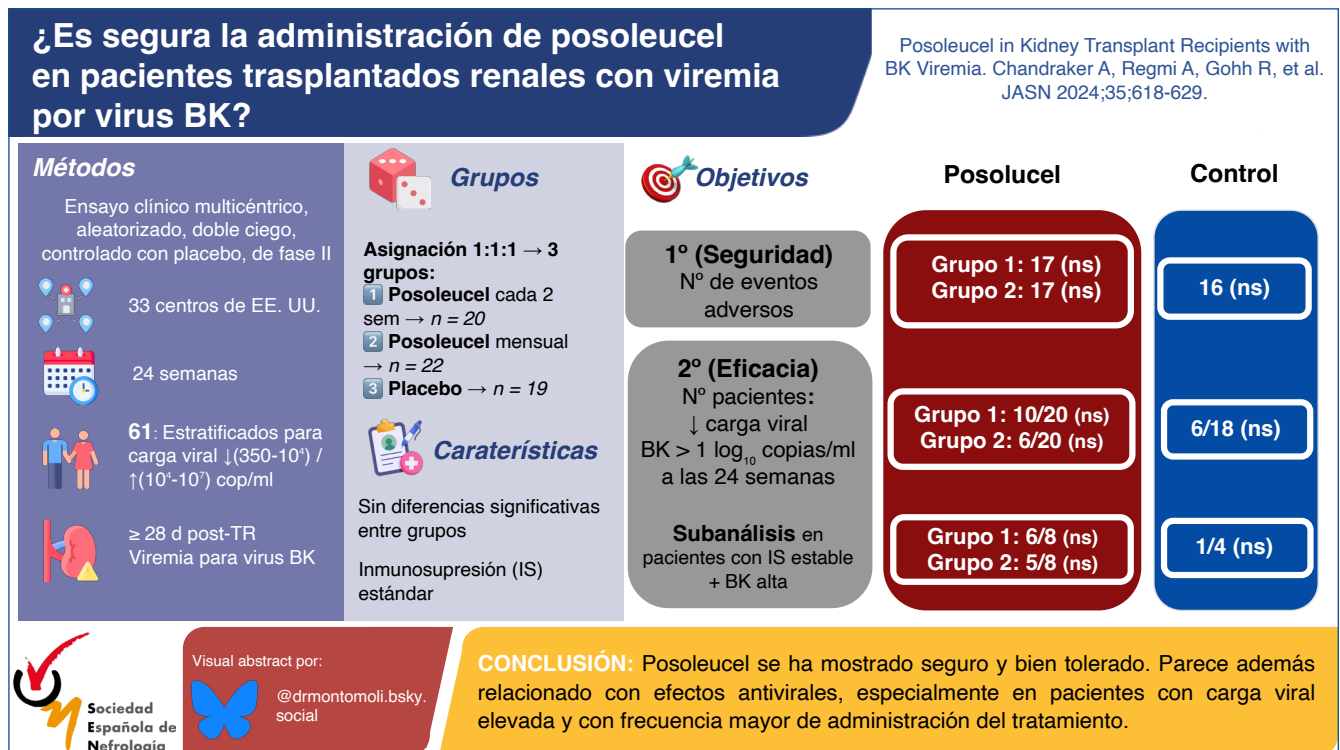 ¿Es segura la administración de posoleucel
en pacientes trasplantados renales con viremia
por virus BK?
Posoleucel in Kidney Transplant Recipients with
BK Viremia. Chandraker A, Regmi A, Gohh R, et al.
JASN 2024;35;618-629.
Métodos
Ensayo clínico multicéntrico,
aleatorizado, doble ciego,
controlado con placebo, de fase II
33 centros de EE. UU.
24 semanas
61: Estratificados para
carga viral ↓(350-10⁴) /
↑(10⁴-10⁷) cop/ml
≥ 28 d post-TR
Viremia para virus BK
Grupos
Asignación 1:1:1 → 3
grupos:
1 Posoleucel cada 2
sem → n = 20
2 Posoleucel mensual
→ n = 22
3 Placebo → n = 19
Caraterísticas
Sin diferencias significativas
entre grupos
Inmunosupresión (IS)
estándar
Objetivos
1º (Seguridad)
Nº de eventos
adversos
2º (Eficacia)
Nº pacientes:
↓ carga viral
BK > 1 log₁₀ copias/ml
a las 24 semanas
Subanálisis en
pacientes con IS estable
+ BK alta
Posolucel
Grupo 1: 17 (ns)
Grupo 2: 17 (ns)
Grupo 1: 10/20 (ns)
Grupo 2: 6/20 (ns)
Grupo 1: 6/8 (ns)
Grupo 2: 5/8 (ns)
Control
16 (ns)
6/18 (ns)
1/4 (ns)
Sociedad
Española de
Nefrología
Visual abstract por:
@drmontomoli.bsky.
social
CONCLUSIÓN: Posoleucel se ha mostrado seguro y bien tolerado. Parece además
relacionado con efectos antivirales, especialmente en pacientes con carga viral
elevada y con frecuencia mayor de administración del tratamiento.